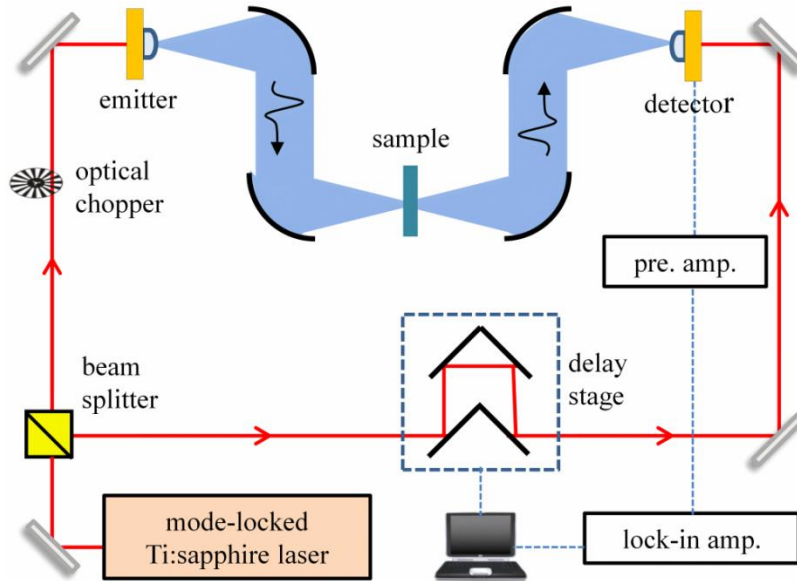 emitter
detector
sample
optical
chopper
pre. amp.
beam
splitter
delay
stage
mode-locked
Ti:sapphire laser
lock-in amp.